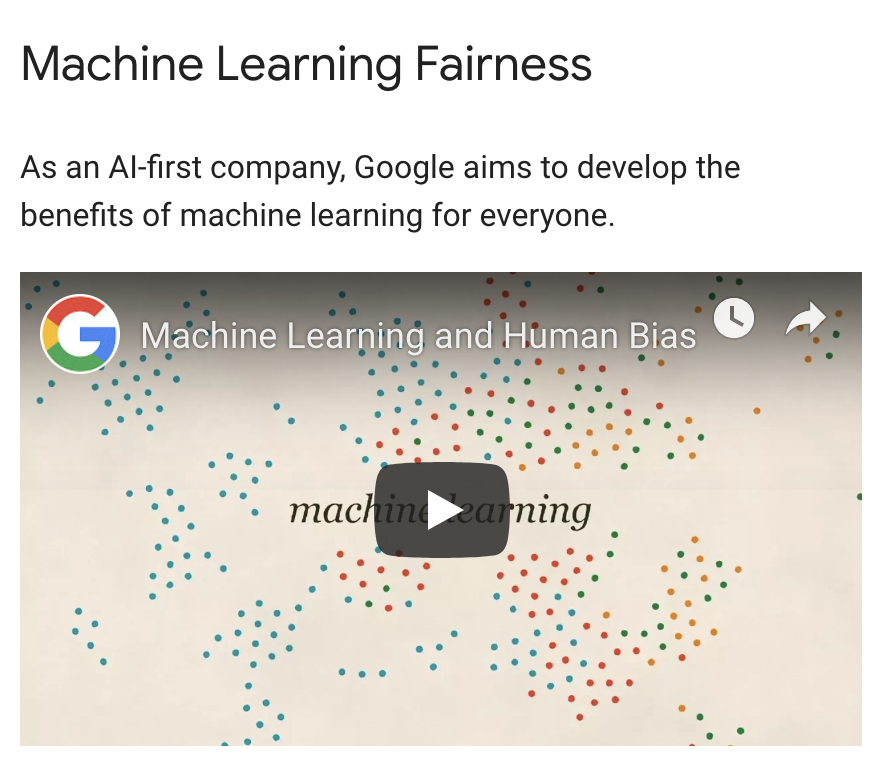 Machine Learning Fairness
As an AI-first company, Google aims to develop the
benefits of machine learning for everyone.
Machine Learning and Human Bias
machine learning